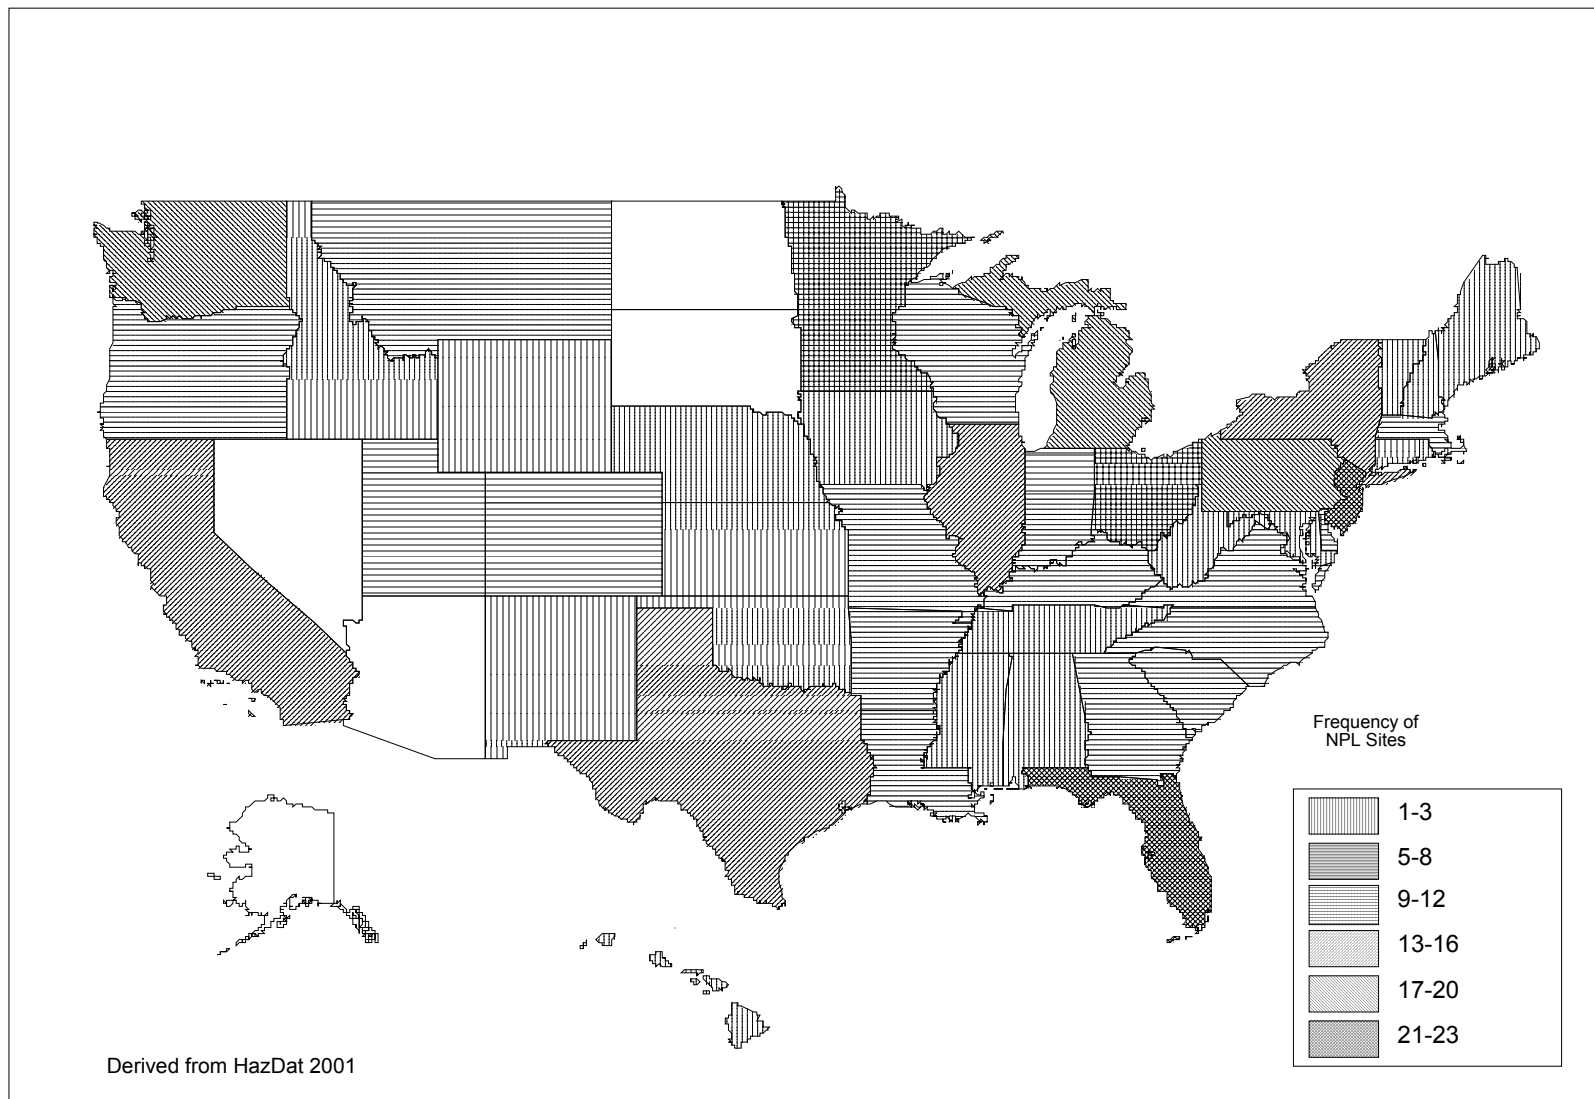 Frequency of
NPL Sites
1-3
5-8
9-12
13-16
17-20
21-23
Derived from HazDat 2001